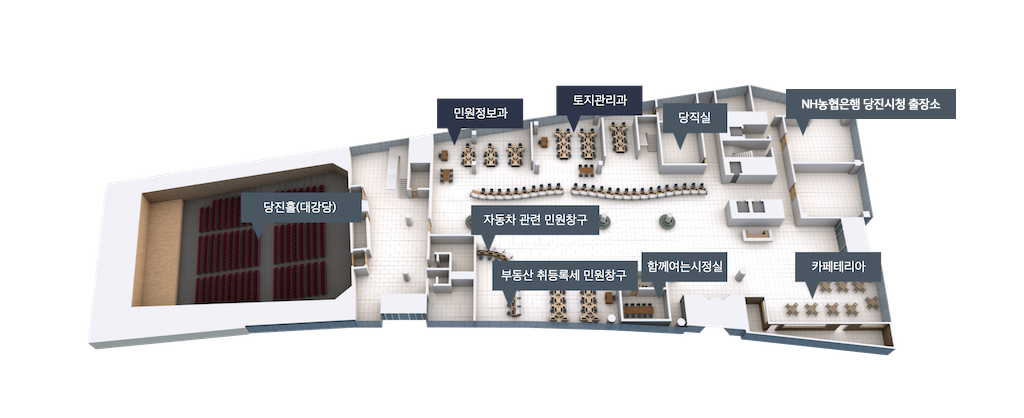 NH농협은행 당진시청 출장소
토지관리과
민원정보과
당직실
당진홀(대강당)
자동차 관련 민원창구
함께여는시정실
카페테리아
부동산 취등록세 민원창구